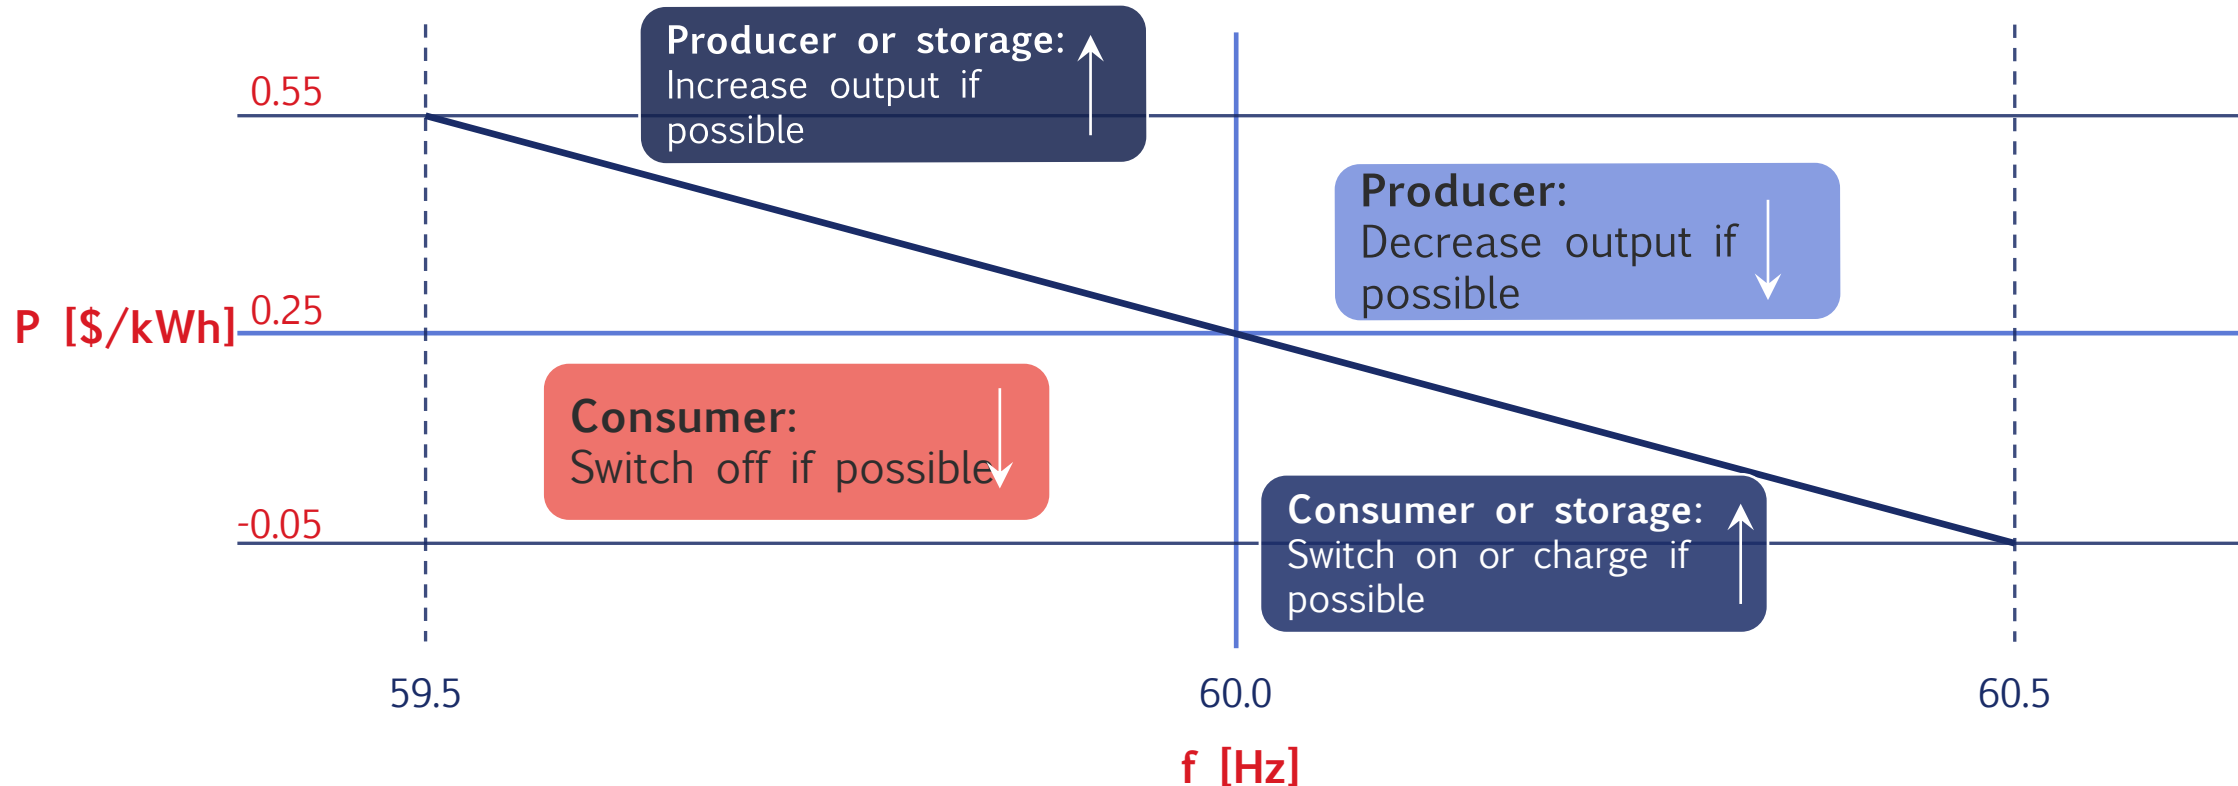 Producer or storage:
Increase output if
possible
0.55
Producer:
Decrease output if
possible
0.25
P [$/kWh]
Consumer:
Switch off if possible
-0.05
Consumer or storage:
Switch on or charge if
possible
59.5
60.0
60.5
f [Hz]